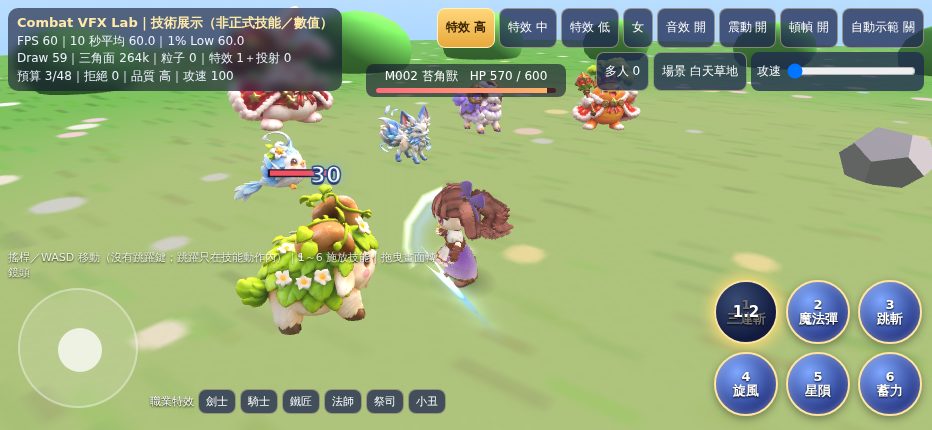 Combat VFX Lab｜技術展示（非正式技能／數值）
FPS 60｜10 秒平均 60.0｜1% Low 60.0
Draw 59｜三角面 264k｜粒子 0｜特效 1＋投射 0
預算 3/48｜拒絕 0｜品質 高｜攻速 100
特效 高
特效 中
特效 低
女
音效 開
震動 開
頓幀 開
自動示範 關
M002 苔角獸 HP 570 / 600
多人 0
場景 白天草地
攻速
30
搖桿／WASD 移動（沒有跳躍鍵；跳躍只在技能動作內）｜1～6 施放技能｜拖曳畫面轉
鏡頭
1.2
三連斬
2
魔法彈
3
跳斬
4
旋風
5
星隕
6
蓄力
職業特效
劍士
騎士
鐵匠
法師
祭司
小丑